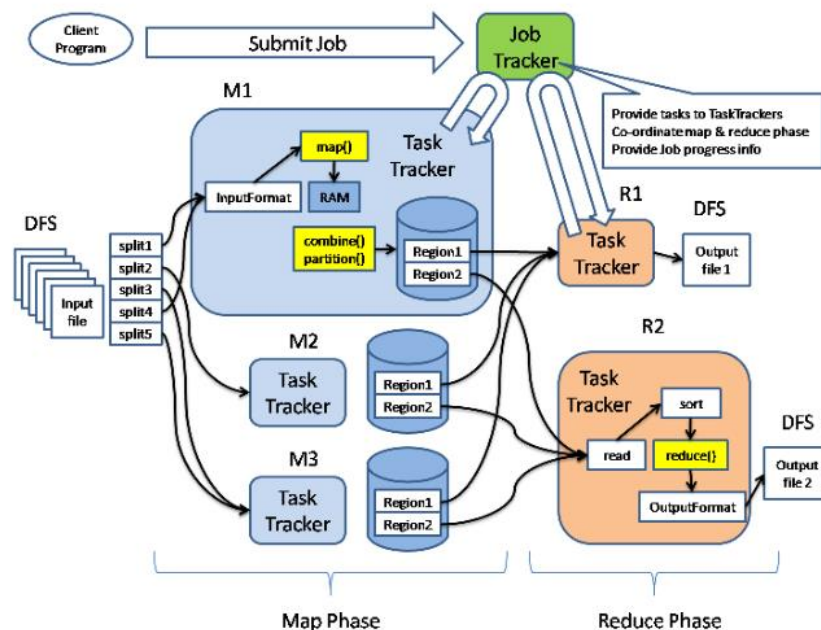 Client
Program
Submit Job
Job
Tracker
Provide tasks to TaskTrackers
Co-ordinate map & reduce phase
Provide Job progress info
M1
map()
Task
Tracker
InputFormat
RAM
combine()
partition()
Region1
Region2
DFS
Input
file
split1
split2
split3
split4
split5
M2
Task
Tracker
Region1
Region2
M3
Task
Tracker
Region1
Region2
R1
Task
Tracker
DFS
Output
file 1
R2
Task
Tracker
sort
read
reduce()
OutputFormat
DFS
Output
file 2
Map Phase
Reduce Phase